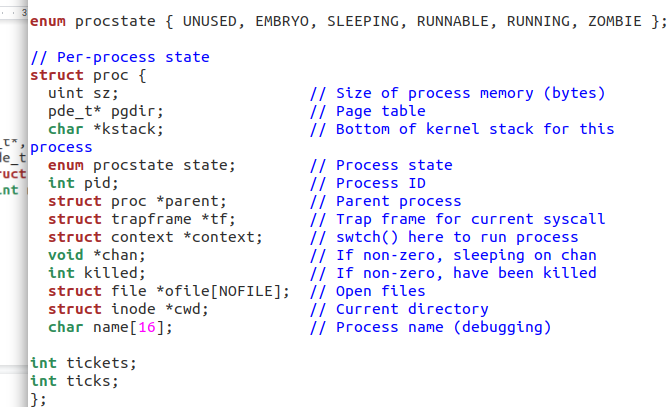 enum procstate { UNUSED, EMBRYO, SLEEPING, RUNNABLE, RUNNING, ZOMBIE };
// Per-process state
struct proc {
  uint sz;                     // Size of process memory (bytes)
  pde_t* pgdir;                // Page table
  char *kstack;                // Bottom of kernel stack for this
process
  enum procstate state;        // Process state
  int pid;                     // Process ID
  struct proc *parent;         // Parent process
  struct trapframe *tf;        // Trap frame for current syscall
  struct context *context;     // swtch() here to run process
  void *chan;                  // If non-zero, sleeping on chan
  int killed;                  // If non-zero, have been killed
  struct file *ofile[NOFILE];  // Open files
  struct inode *cwd;           // Current directory
  char name[16];               // Process name (debugging)
int tickets;
int ticks;
};